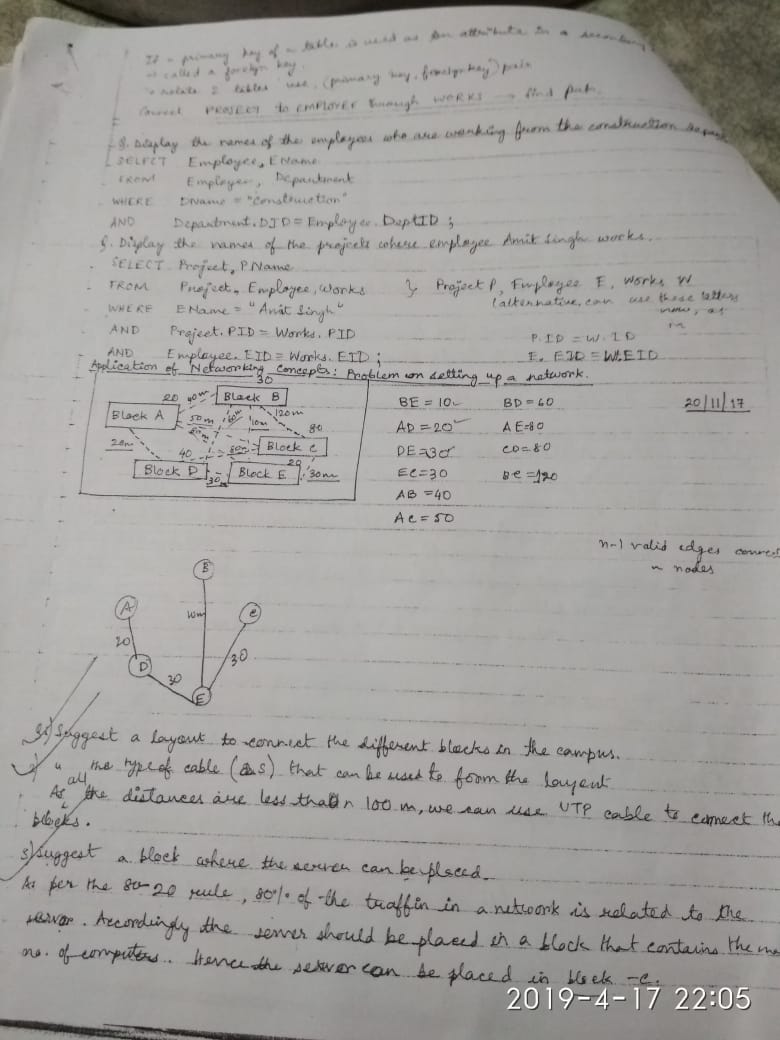 If a primary key of a table is used as an attribute in a secondary
is called a foreign key.
relate 2 tables use (primary key, foreign key) pair
Connect PROJECT to EMPLOYEE through WORKS → find path.
Q. Display the names of the employees who are working from the construction depart
SELECT Employee, EName
FROM Employee, Department
WHERE DName = "Construction"
AND Department.DID = Employee.DeptID ;
Q. Display the names of the projects where employee Amit Singh works.
SELECT Project, PName
FROM Project, Employee, Works } Project P, Employee E, Works W
(alternative, can use these letters now, as
WHERE EName = "Amit Singh"
AND Project.PID = Works.PID P.ID = W.ID
AND Employee.EID = Works.EID ; E.EID = W.EID
Application of Networking Concepts: Problem on setting up a network.
30
20 40m Block B
Block A 50m 60m 10m 120m
80
20m 80m Block C
40
Block D 30m Block E 20 30m
BE = 10 BD = 60 20/11/17
AD = 20 AE = 80
DE = 30 CD = 80
EC = 30 BC = 120
AB = 40
AC = 50
n-1 valid edges connec
n nodes
B
A 10m C
20
D 30 30
E
Q1) Suggest a layout to connect the different blocks in the campus.
2) " the type of cable (s) that can be used to form the layout
As all the distances are less than 100 m, we can use UTP cable to connect the
blocks.
3) Suggest a block where the server can be placed.
As per the 80-20 rule, 80% of the traffin in a network is related to the
server. Accordingly the server should be placed in a block that contains the mo
no. of computers. Hence the server can be placed in block -C.
2019-4-17 22:05